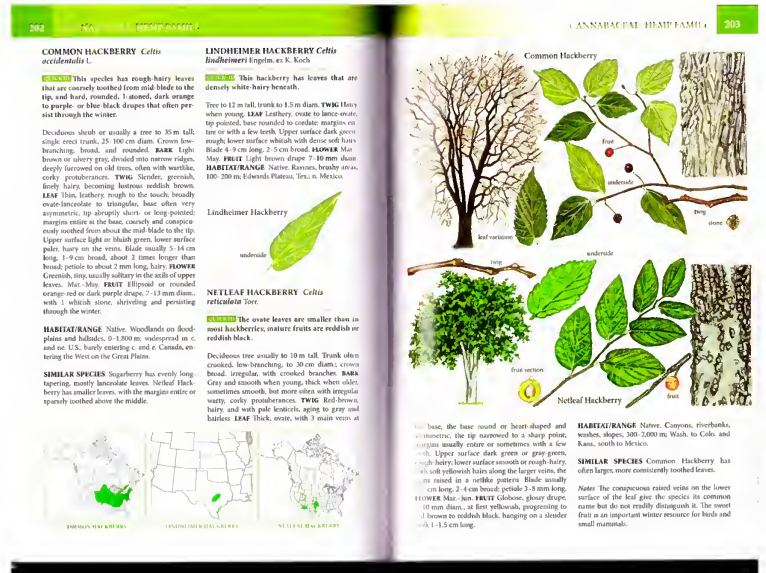 202
HEMP FAMILY
COMMON HACKBERRY Celtis
occidentalis L.
QUICKID This species has rough-hairy leaves
that are coarsely toothed from mid-blade to the
tip, and hard, rounded, 1-stoned, dark orange
to purple- or blue-black drupes that often per-
sist through the winter.
Deciduous shrub or usually a tree to 35 m tall;
single erect trunk, 25-100 cm diam. Crown low-
branching, broad, and rounded. BARK Light
brown or silvery gray, divided into narrow ridges,
deeply furrowed on old trees, often with wartlike,
corky protuberances. TWIG Slender, greenish,
finely hairy, becoming lustrous reddish brown.
LEAF Thin, leathery, rough to the touch; broadly
ovate-lanceolate to triangular, base often very
asymmetric, tip abruptly short- or long-pointed;
margins entire at the base, coarsely and conspicu-
ously toothed from about the mid-blade to the tip.
Upper surface light or bluish green, lower surface
paler, hairy on the veins. Blade usually 5-14 cm
long, 1-9 cm broad, about 2 times longer than
broad; petiole to about 2 mm long, hairy. FLOWER
Greenish, tiny, usually solitary in the axils of upper
leaves. Mar.-May. FRUIT Ellipsoid or rounded
orange-red or dark purple drupe, 7-13 mm diam.,
with 1 whitish stone, shriveling and persisting
through the winter.
HABITAT/RANGE Native. Woodlands on flood-
plains and hillsides, 0-1,800 m; widespread in c.
and ne. U.S., barely entering c. and e. Canada, en-
tering the West on the Great Plains.
SIMILAR SPECIES Sugarberry has evenly long-
tapering, mostly lanceolate leaves. Netleaf Hack-
berry has smaller leaves, with the margins entire or
sparsely toothed above the middle.
LINDHEIMER HACKBERRY Celtis
lindheimeri Engelm. ex K. Koch
QUICKID This hackberry has leaves that are
densely white-hairy beneath.
Tree to 12 m tall, trunk to 1.5 m diam. TWIG Hairy
when young. LEAF Leathery, ovate to lance-ovate,
tip pointed, base rounded to cordate; margins en-
tire or with a few teeth. Upper surface dark green
rough; lower surface whitish with dense soft hairs
Blade 4-9 cm long, 2-5 cm broad. FLOWER Mar
May. FRUIT Light brown drupe 7-10 mm diam
HABITAT/RANGE Native. Ravines, brushy areas,
100-200 m; Edwards Plateau, Tex.; n. Mexico.
Lindheimer Hackberry
underside
NETLEAF HACKBERRY Celtis
reticulata Torr.
QUICKID The ovate leaves are smaller than in
most hackberries; mature fruits are reddish or
reddish black.
Deciduous tree usually to 10 m tall. Trunk often
crooked, low-branching, to 30 cm diam.; crown
broad, irregular, with crooked branches. BARK
Gray and smooth when young, thick when older,
sometimes smooth, but more often with irregular
warty, corky protuberances. TWIG Red-brown,
hairy, and with pale lenticels, aging to gray and
hairless LEAF Thick, ovate, with 3 main veins at
COMMON HACKBERRY
LINDHEIMER HACKBERRY
NETLEAF HACKBERRY
CANNABACEAE HEMP FAMILY
203
Common Hackberry
fruit
underside
twig
stone
leaf variation
underside
twig
fruit section
fruit
Netleaf Hackberry
base, the base round or heart-shaped and
asymmetric, the tip narrowed to a sharp point;
margins usually entire or sometimes with a few
teeth. Upper surface dark green or gray-green,
rough-hairy; lower surface smooth or rough-hairy,
with soft yellowish hairs along the larger veins, the
veins raised in a netlike pattern. Blade usually
cm long, 2-4 cm broad; petiole 3-8 mm long.
FLOWER Mar.-Jun. FRUIT Globose, glossy drupe,
10 mm diam., at first yellowish, progressing to
brown to reddish black, hanging on a slender
stalk 1-1.5 cm long.
HABITAT/RANGE Native. Canyons, riverbanks,
washes, slopes, 300-2,000 m; Wash. to Colo. and
Kans., south to Mexico.
SIMILAR SPECIES Common Hackberry has
often larger, more consistently toothed leaves.
Notes The conspicuous raised veins on the lower
surface of the leaf give the species its common
name but do not readily distinguish it. The sweet
fruit is an important winter resource for birds and
small mammals.